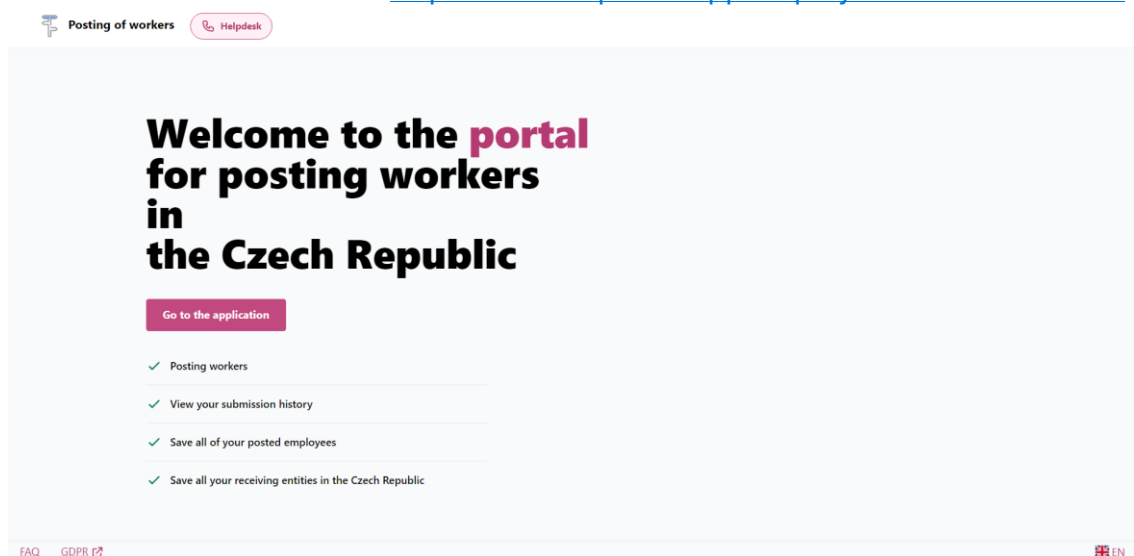 Posting of workers Helpdesk
Welcome to the portal
for posting workers
in
the Czech Republic
Go to the application
Posting workers
View your submission history
Save all of your posted employees
Save all your receiving entities in the Czech Republic
FAQ GDPR EN